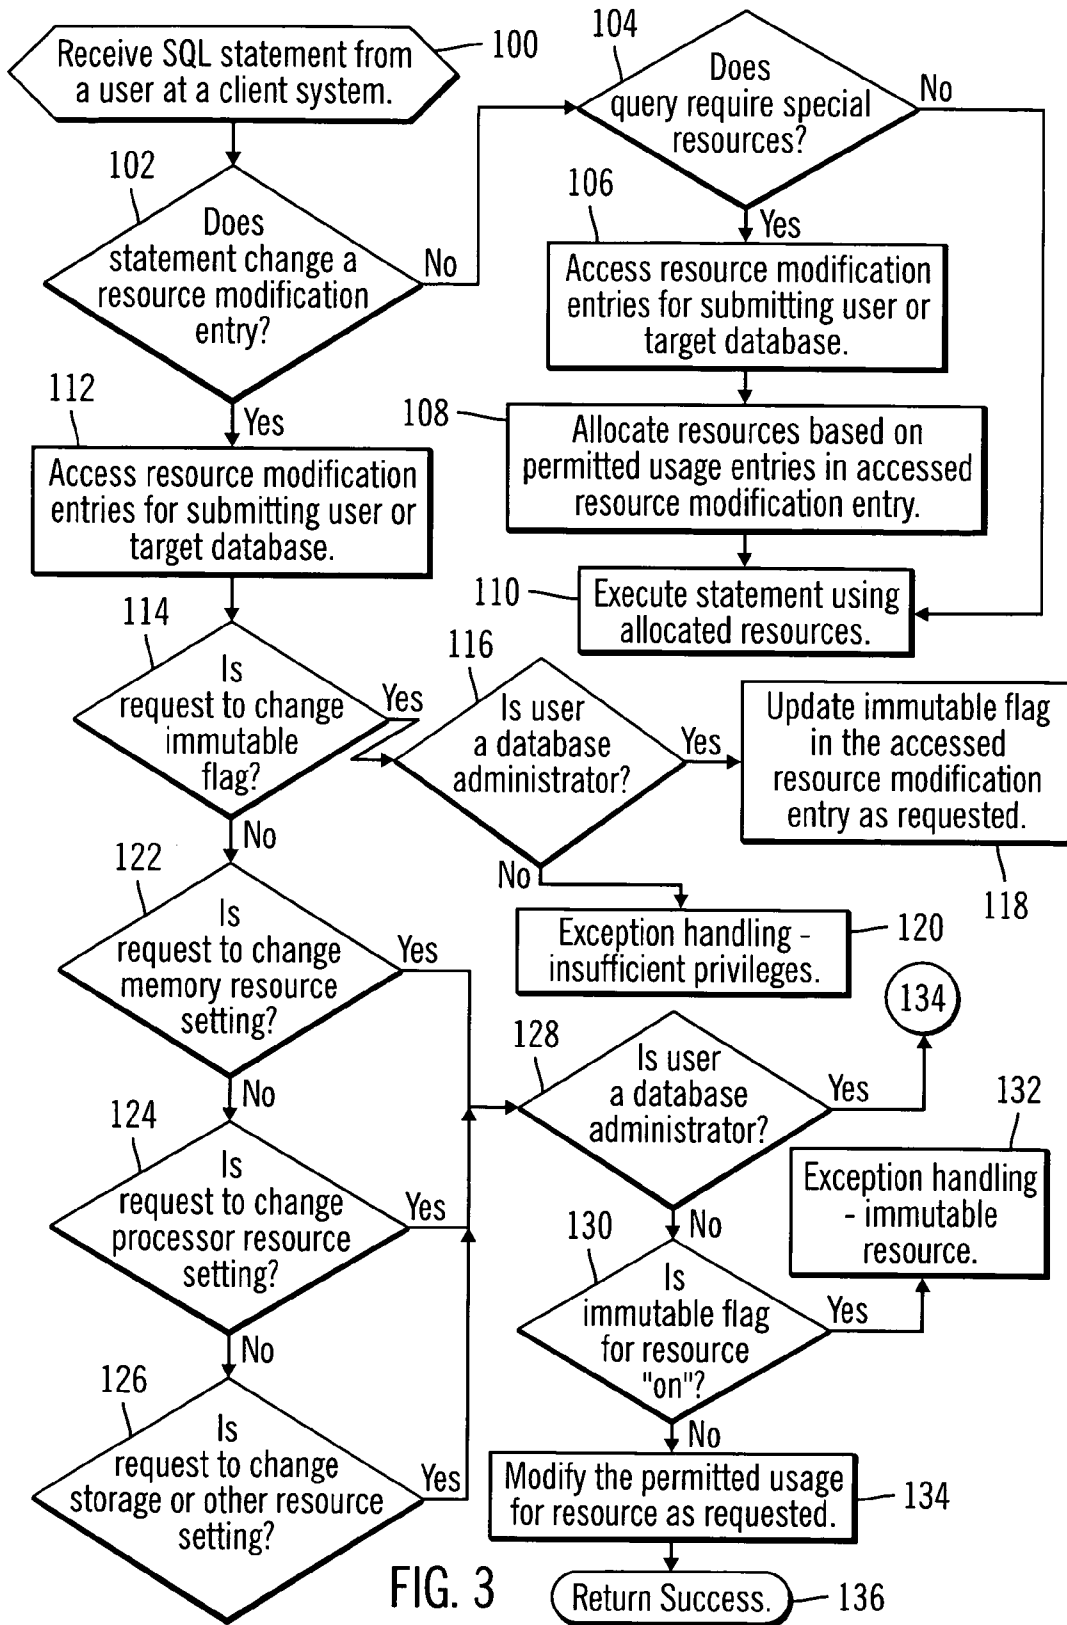 Receive SQL statement from
a user at a client system.
100
102
Does
statement change a
resource modification
entry?
No
Yes
104
Does
query require special
resources?
No
Yes
106
Access resource modification
entries for submitting user or
target database.
108
Allocate resources based on
permitted usage entries in accessed
resource modification entry.
110
Execute statement using
allocated resources.
112
Access resource modification
entries for submitting user or
target database.
114
Is
request to change
immutable
flag?
Yes
No
116
Is user
a database
administrator?
Yes
No
Update immutable flag
in the accessed
resource modification
entry as requested.
118
Exception handling -
insufficient privileges.
120
122
Is
request to change
memory resource
setting?
Yes
No
124
Is
request to change
processor resource
setting?
Yes
No
126
Is
request to change
storage or other resource
setting?
Yes
128
Is user
a database
administrator?
Yes
No
134
130
Is
immutable flag
for resource
"on"?
Yes
No
132
Exception handling
- immutable
resource.
Modify the permitted usage
for resource as requested.
134
Return Success.
136
FIG. 3